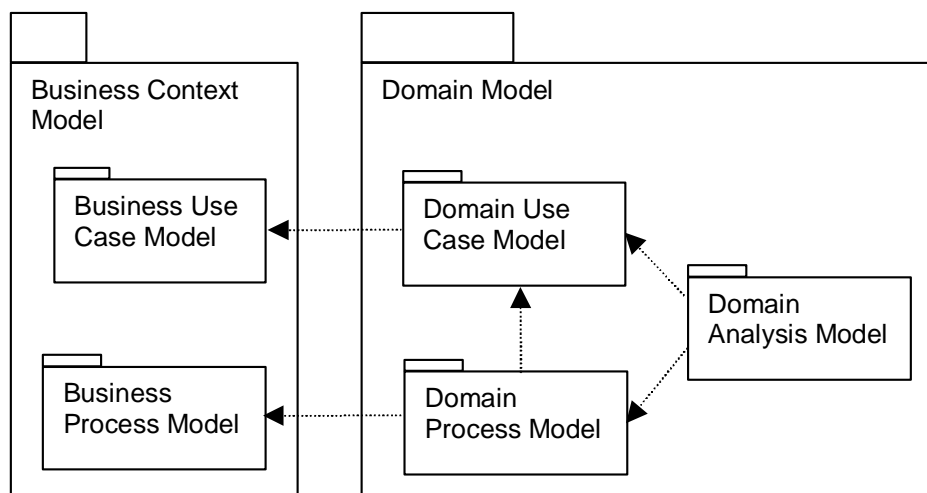 Business Context
Model
Business Use
Case Model
Business
Process Model
Domain Model
Domain Use
Case Model
Domain
Process Model
Domain
Analysis Model